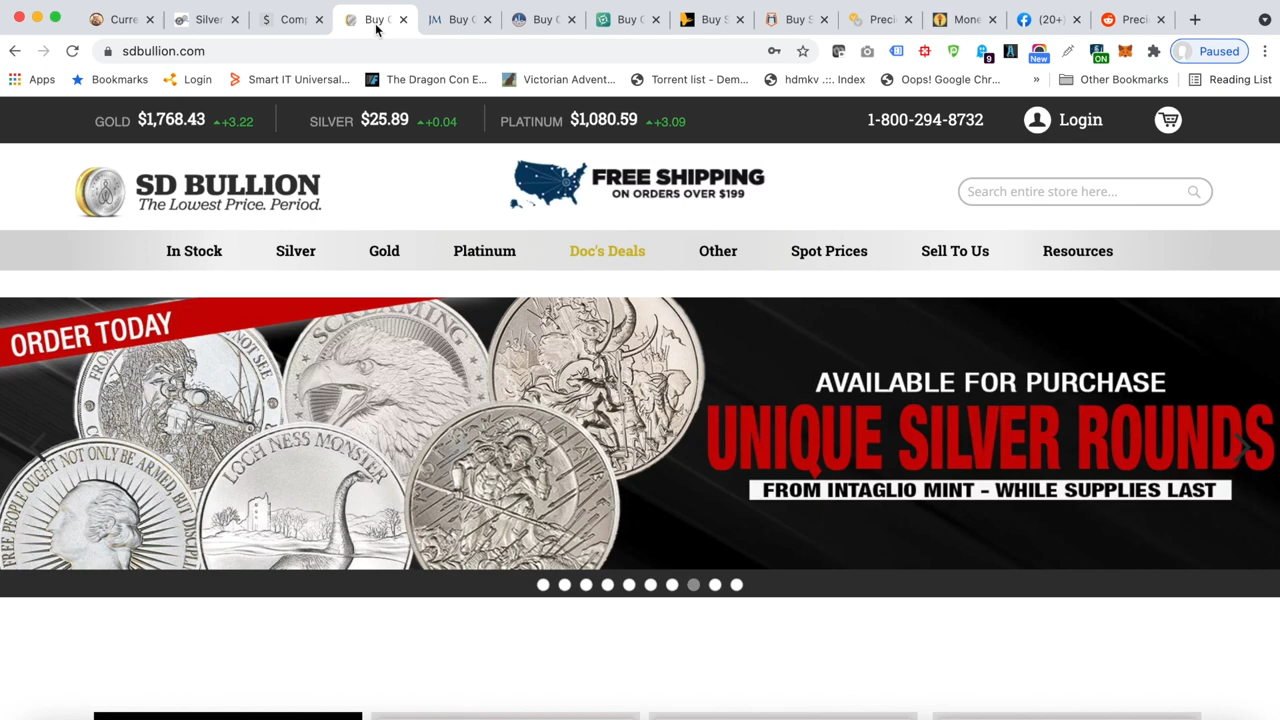 Curre
Silver
Comp
Buy C
Buy C
Buy C
Buy C
Buy S
Buy S
Preci
Mone
(20+)
Preci
sdbullion.com
9
New
ON
Paused
Apps
Bookmarks
Login
Smart IT Universal...
The Dragon Con E...
Victorian Advent...
Torrent list - Dem...
hdmkv .::. Index
Oops! Google Chr...
»
Other Bookmarks
Reading List
GOLD $1,768.43 +3.22
SILVER $25.89 +0.04
PLATINUM $1,080.59 +3.09
1-800-294-8732
Login
SD BULLION
The Lowest Price. Period.
FREE SHIPPING
ON ORDERS OVER $199
Search entire store here...
In Stock
Silver
Gold
Platinum
Doc's Deals
Other
Spot Prices
Sell To Us
Resources
ORDER TODAY
NOT SEE
SCREAMING
LOCH NESS MONSTER
FREE PEOPLE OUGHT NOT ONLY BE ARMED BUT
AVAILABLE FOR PURCHASE
UNIQUE SILVER ROUNDS
FROM INTAGLIO MINT - WHILE SUPPLIES LAST